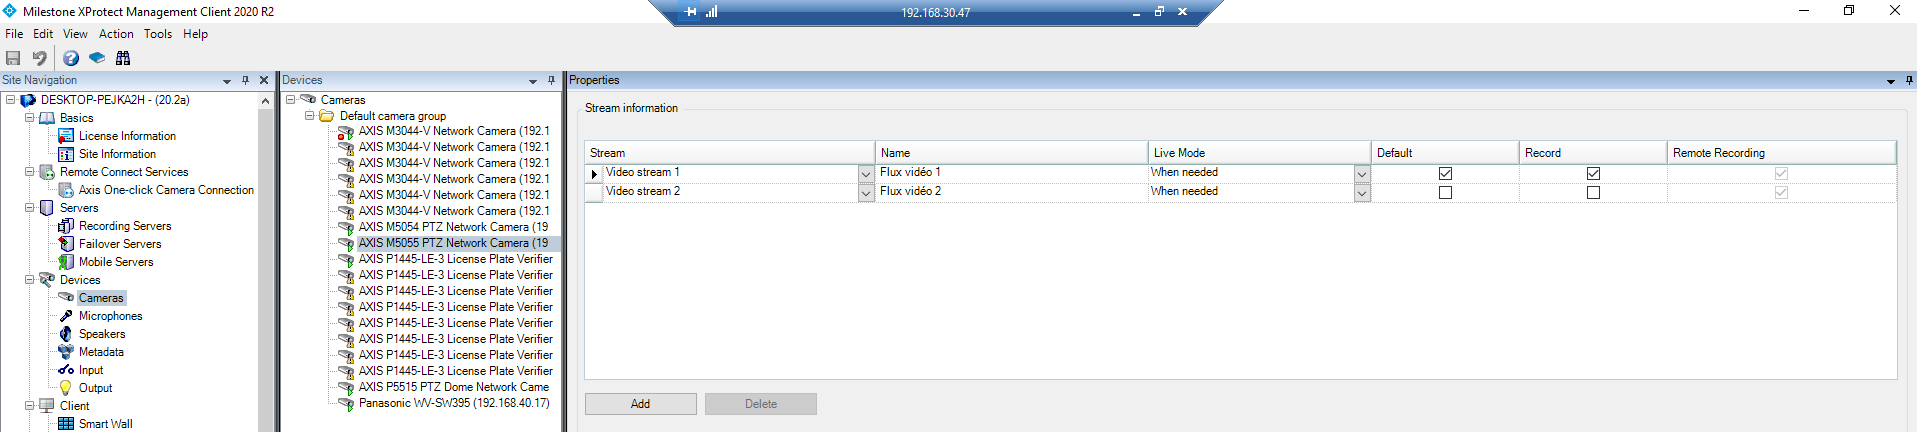 Milestone XProtect Management Client 2020 R2
192.168.30.47
File Edit View Action Tools Help
Site Navigation
DESKTOP-PEJKA2H - (20.2a)
Basics
License Information
Site Information
Remote Connect Services
Axis One-click Camera Connection
Servers
Recording Servers
Failover Servers
Mobile Servers
Devices
Cameras
Microphones
Speakers
Metadata
Input
Output
Client
Smart Wall
Devices
Cameras
Default camera group
AXIS M3044-V Network Camera (192.1
AXIS M3044-V Network Camera (192.1
AXIS M3044-V Network Camera (192.1
AXIS M3044-V Network Camera (192.1
AXIS M3044-V Network Camera (192.1
AXIS M3044-V Network Camera (192.1
AXIS M5054 PTZ Network Camera (19
AXIS M5055 PTZ Network Camera (19
AXIS P1445-LE-3 License Plate Verifier
AXIS P1445-LE-3 License Plate Verifier
AXIS P1445-LE-3 License Plate Verifier
AXIS P1445-LE-3 License Plate Verifier
AXIS P1445-LE-3 License Plate Verifier
AXIS P1445-LE-3 License Plate Verifier
AXIS P1445-LE-3 License Plate Verifier
AXIS P1445-LE-3 License Plate Verifier
AXIS P5515 PTZ Dome Network Came
Panasonic WV-SW395 (192.168.40.17)
Properties
Stream information
Stream Name Live Mode Default Record Remote Recording
Video stream 1 Flux vidéo 1 When needed
Video stream 2 Flux vidéo 2 When needed
Add Delete